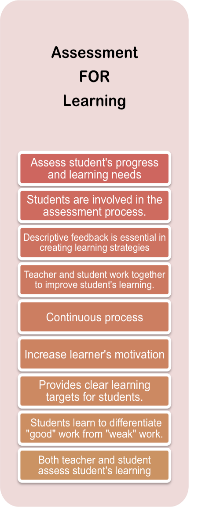 Assessment
FOR
Learning
Assess student's progress
and learning needs
Students are involved in the
assessment process.
Descriptive feedback is essential in
creating learning strategies
Teacher and student work together
to improve student's learning.
Continuous process
Increase learner's motivation
Provides clear learning
targets for students.
Students learn to differentiate
"good" work from "weak" work.
Both teacher and student
assess student's learning